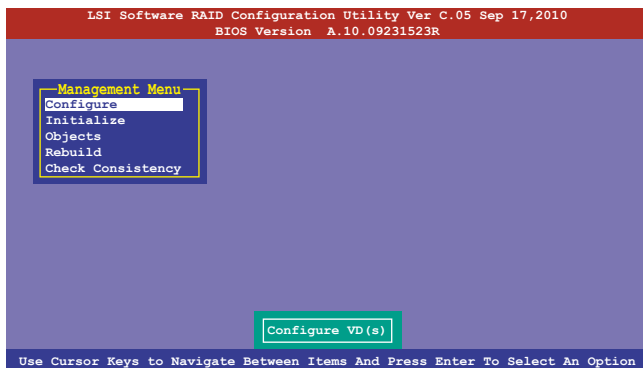 LSI Software RAID Configuration Utility Ver C.05 Sep 17,2010
BIOS Version A.10.09231523R
Management Menu
Configure
Initialize
Objects
Rebuild
Check Consistency
Configure VD(s)
Use Cursor Keys to Navigate Between Items And Press Enter To Select An Option